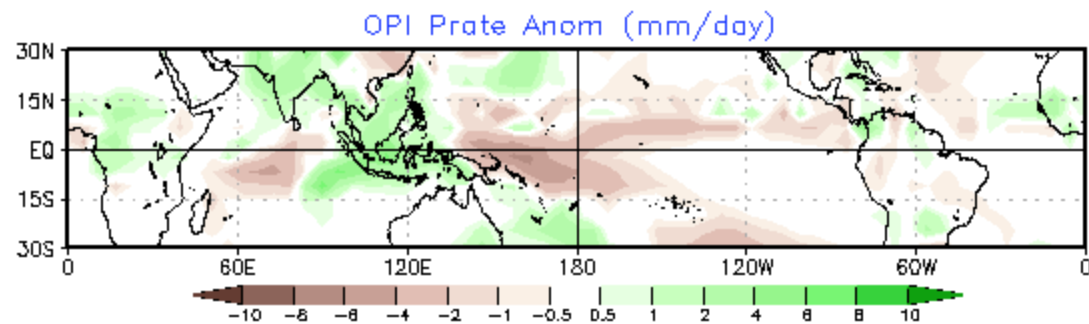 OPI Prate Anom (mm/day)
30N
15N
EQ
15S
30S
0 60E 120E 180 120W 60W 0
-10 -8 -6 -4 -2 -1 -0.5 0.5 1 2 4 6 8 10